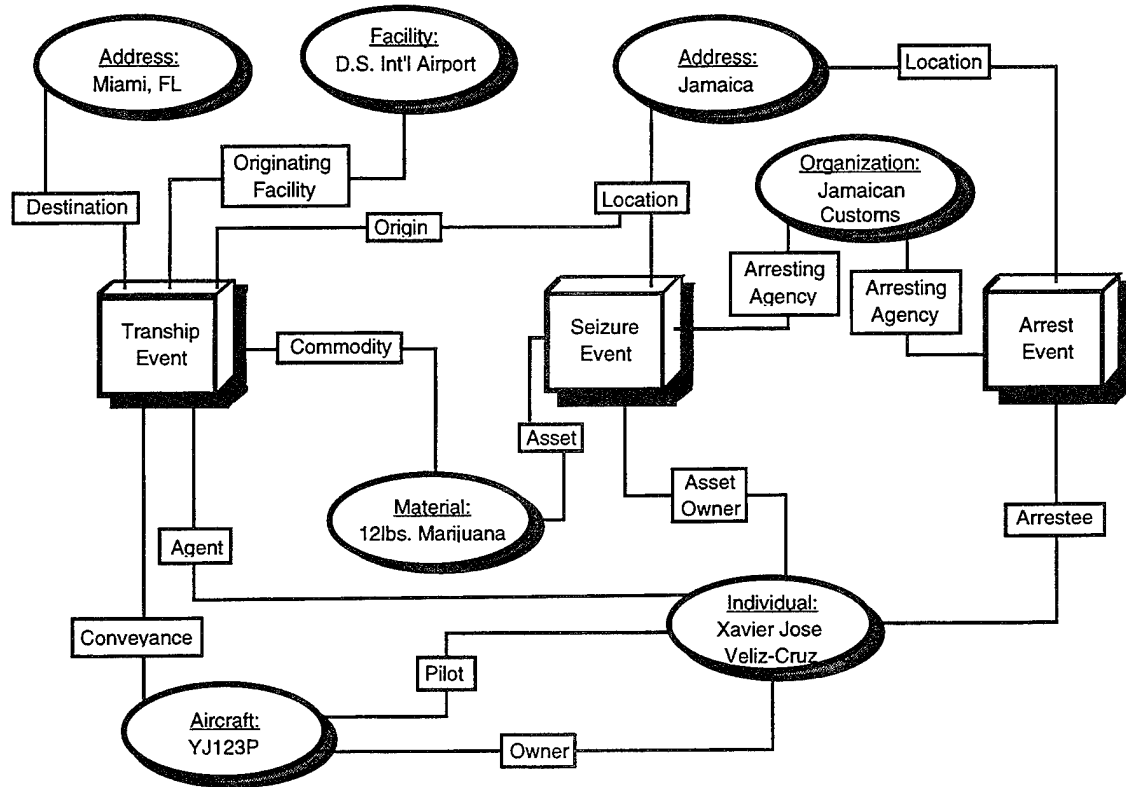 Address:
Miami, FL
Facility:
D.S. Int'l Airport
Address:
Jamaica
Location
Originating
Facility
Organization:
Jamaican
Customs
Destination
Origin
Location
Arresting
Agency
Arresting
Agency
Tranship
Event
Commodity
Seizure
Event
Arrest
Event
Asset
Asset
Owner
Material:
12lbs. Marijuana
Arrestee
Agent
Individual:
Xavier Jose
Veliz-Cruz
Conveyance
Pilot
Aircraft:
YJ123P
Owner